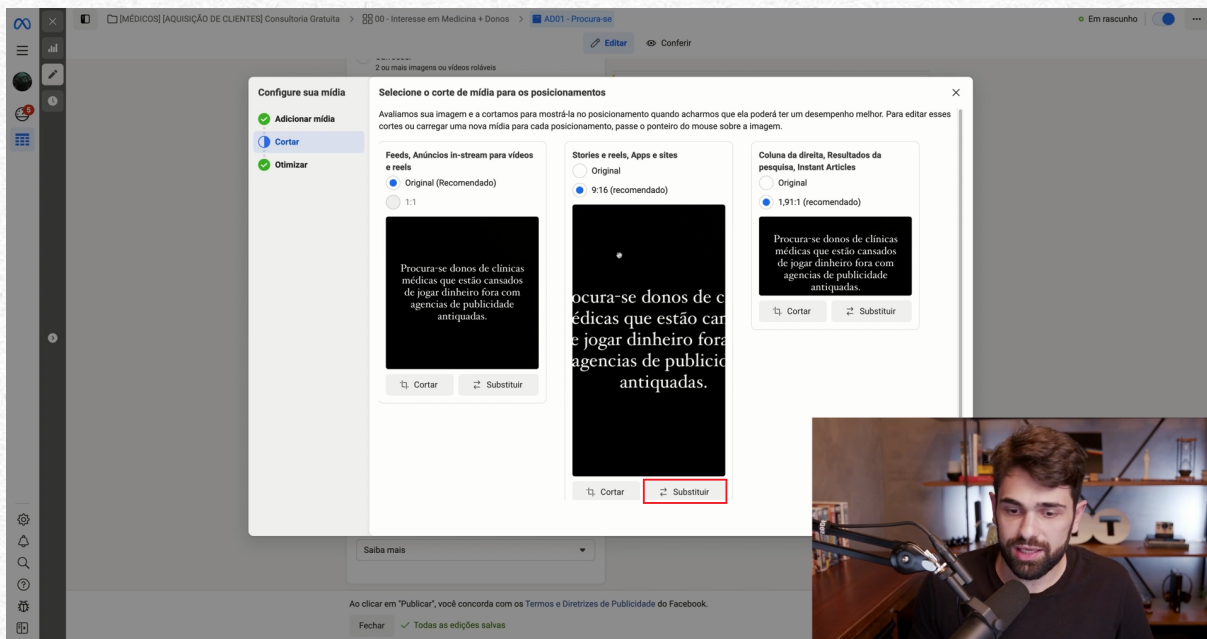 [MÉDICOS] [AQUISIÇÃO DE CLIENTES] Consultoria Gratuita > 00 - Interesse em Medicina + Donos > AD01 - Procura-se
Em rascunho
Editar
Conferir
2 ou mais imagens ou vídeos roláveis
5
Configure sua mídia
Adicionar mídia
Cortar
Otimizar
Selecione o corte de mídia para os posicionamentos
Avaliamos sua imagem e a cortamos para mostrá-la no posicionamento quando acharmos que ela poderá ter um desempenho melhor. Para editar esses
cortes ou carregar uma nova mídia para cada posicionamento, passe o ponteiro do mouse sobre a imagem.
Feeds, Anúncios in-stream para vídeos
e reels
Original (Recomendado)
1:1
Procura-se donos de clínicas
médicas que estão cansados
de jogar dinheiro fora com
agencias de publicidade
antiquadas.
Cortar
Substituir
Stories e reels, Apps e sites
Original
9:16 (recomendado)
ocura-se donos de c
édicas que estão can
e jogar dinheiro fora
agencias de publicid
antiquadas.
Cortar
Substituir
Coluna da direita, Resultados da
pesquisa, Instant Articles
Original
1,91:1 (recomendado)
Procura-se donos de clínicas
médicas que estão cansados
de jogar dinheiro fora com
agencias de publicidade
antiquadas.
Cortar
Substituir
Saiba mais
Ao clicar em "Publicar", você concorda com os Termos e Diretrizes de Publicidade do Facebook.
Fechar
Todas as edições salvas